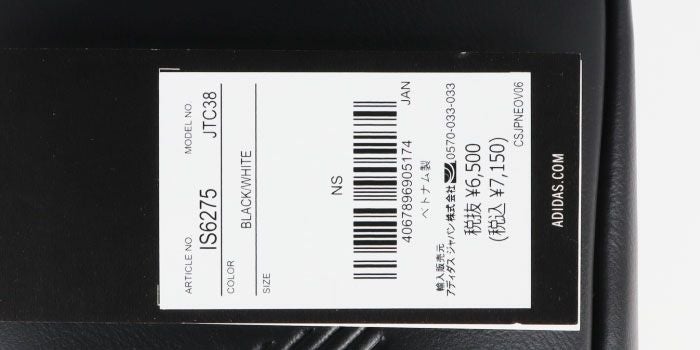 ARTICLE NO. MODEL NO.
IS6275 JTC38
COLOR
BLACK/WHITE
SIZE
NS
JAN
4067896905174
ベトナム製
輸入販売元
アディダス ジャパン 株式会社 0570-033-033
税抜 ¥6,500
(税込 ¥7,150)
CSJPNEOV06
ADIDAS.COM